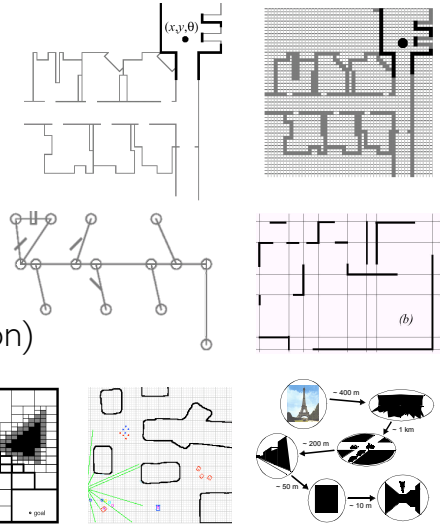 (x,y,θ)
on)
(b)
goal
~ 400 m
~ 1 km
~ 200 m
~ 50 m
~ 10 m